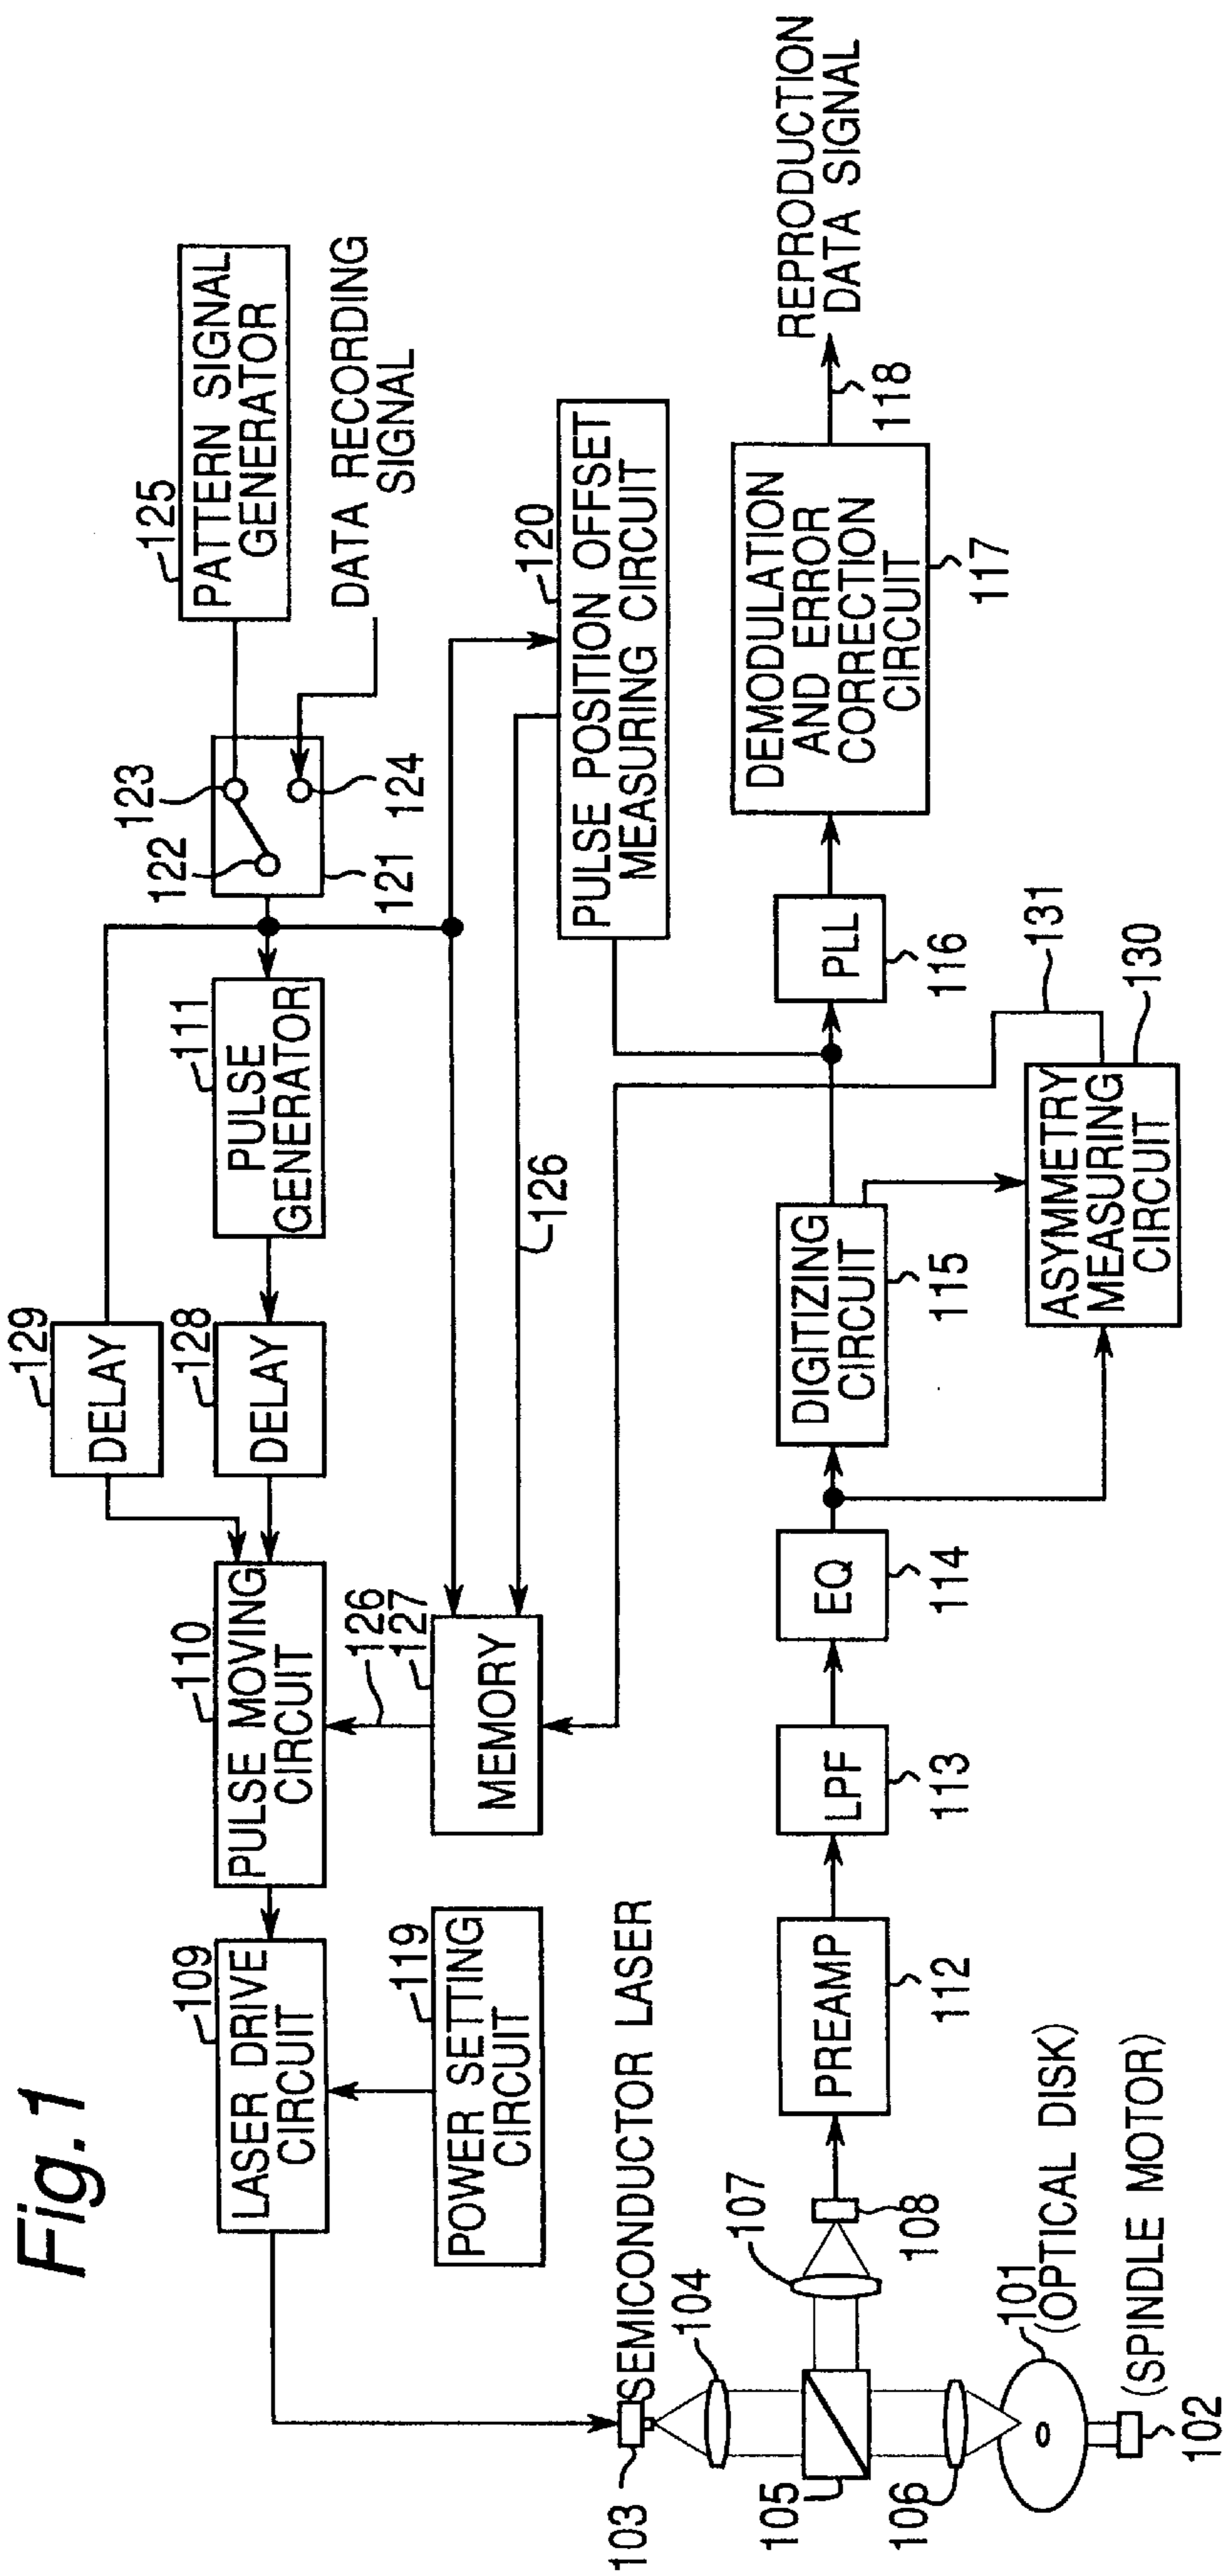 Fig.1
129
DELAY
125
PATTERN SIGNAL
GENERATOR
DATA RECORDING
SIGNAL
123
122
124
121
111
PULSE
GENERATOR
128
DELAY
110
PULSE MOVING
CIRCUIT
109
LASER DRIVE
CIRCUIT
119
POWER SETTING
CIRCUIT
126
127
MEMORY
126
120
PULSE POSITION OFFSET
MEASURING CIRCUIT
SEMICONDUCTOR LASER
103
104
105
106
107
108
101
(OPTICAL DISK)
(SPINDLE MOTOR)
102
PREAMP
112
LPF
113
EQ
114
DIGITIZING
CIRCUIT
115
PLL
116
DEMODULATION
AND ERROR
CORRECTION
CIRCUIT
117
118
REPRODUCTION
DATA SIGNAL
131
130
ASYMMETRY
MEASURING
CIRCUIT